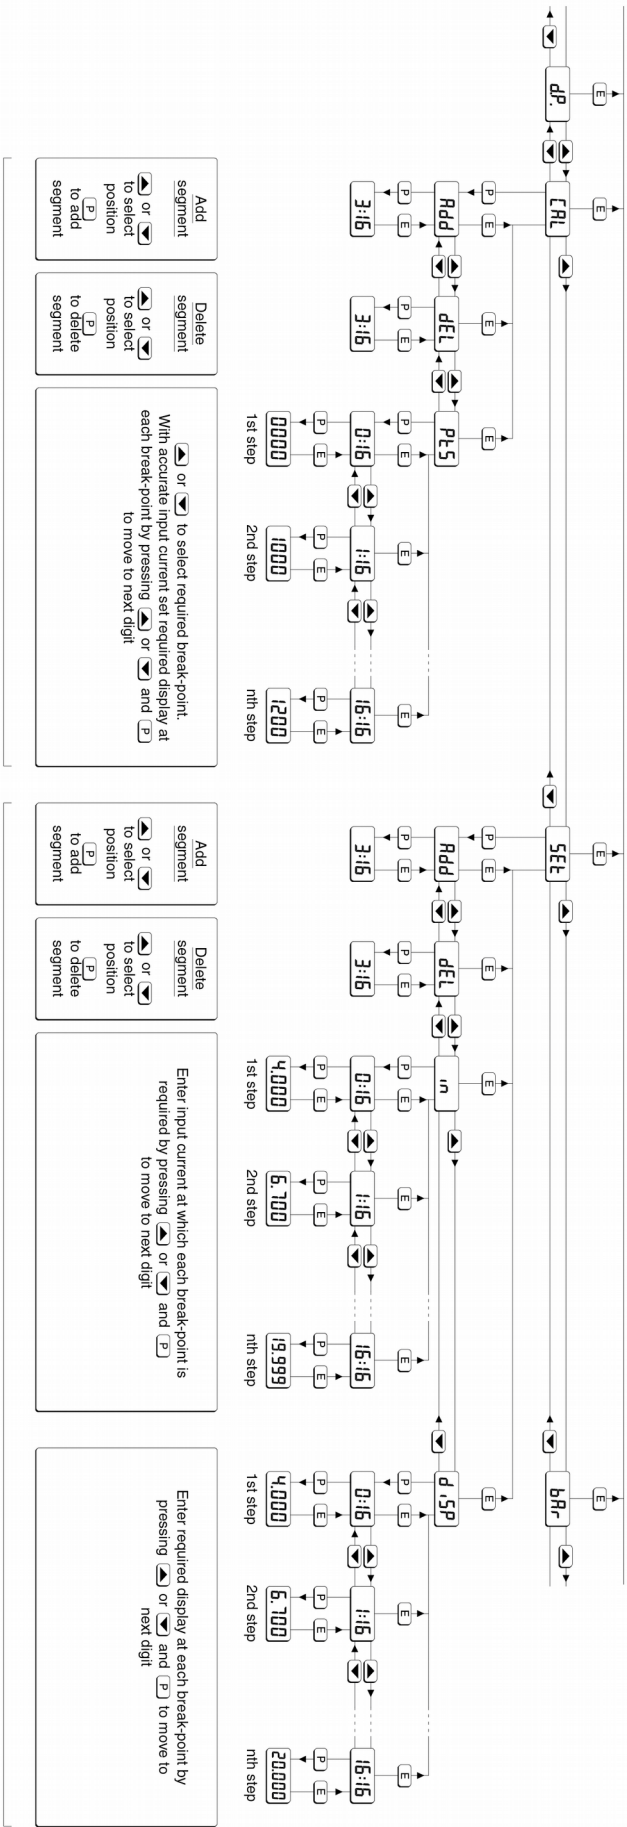 E E E E
d.P. CAL SEt bAr
P E E E P E E E E
Add dEL PtS Add dEL in diSP
P E P E P E E E P E P E P E E E P E E E
3:16 3:16 0:16 1:16 16:16 3:16 3:16 0:16 1:16 16:16 0:16 1:16 16:16
P E P E P E P E P E P E P E P E P E
0000 1000 1200 4.000 6.700 19.999 4.000 6.700 20.000
1st step 2nd step nth step 1st step 2nd step nth step 1st step 2nd step nth step
Add
segment
▲ or ▼
to select
position
P
to add
segment
Delete
segment
▲ or ▼
to select
position
P
to delete
segment
▲ or ▼ to select required break-point.
With accurate input current set required display at
each break-point by pressing ▲ or ▼ and P
to move to next digit
Add
segment
▲ or ▼
to select
position
P
to add
segment
Delete
segment
▲ or ▼
to select
position
P
to delete
segment
Enter input current at which each break-point is
required by pressing ▲ or ▼ and P
to move to next digit
Enter required display at each break-point by
pressing ▲ or ▼ and P to move to
next digit